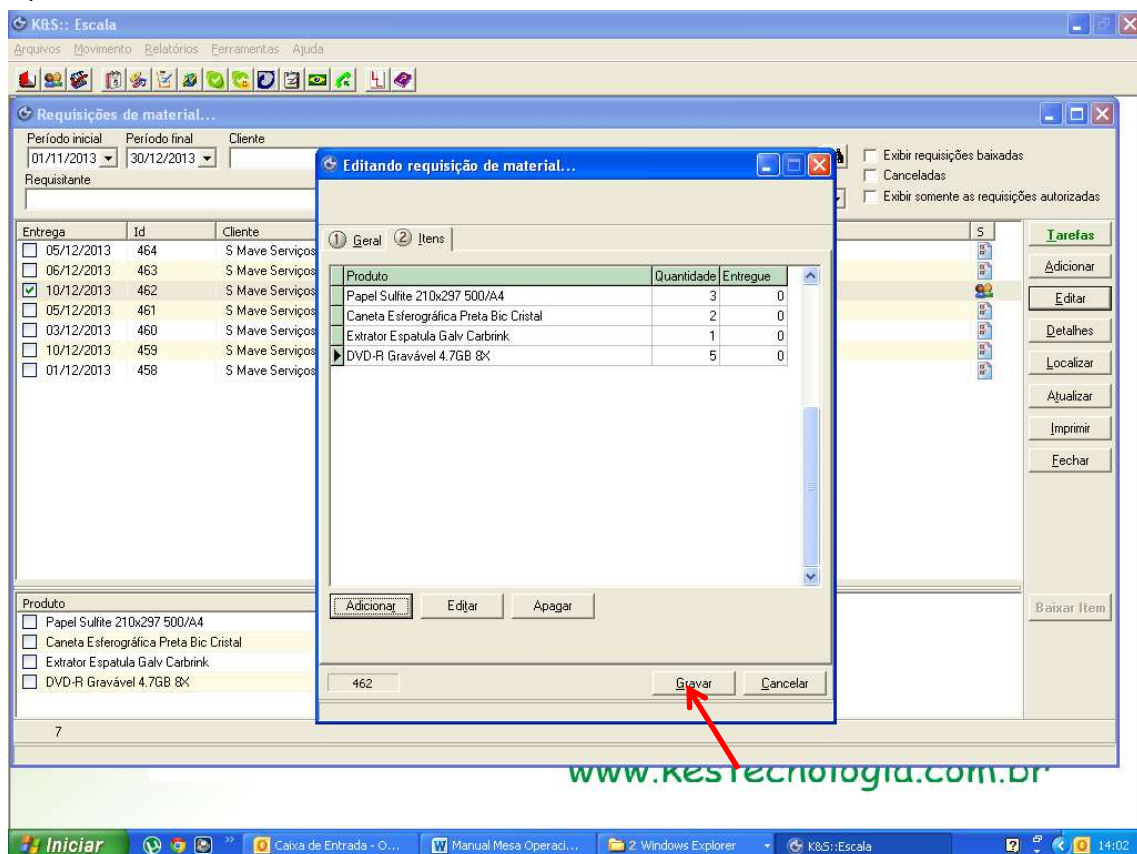 K&S:: Escala
Arquivos Movimento Relatórios Ferramentas Ajuda
Requisições de material...
Período inicial Período final Cliente
01/11/2013 30/12/2013
Requisitante
Exibir requisições baixadas
Canceladas
Exibir somente as requisições autorizadas
Entrega Id Cliente S
05/12/2013 464 S Mave Serviços
06/12/2013 463 S Mave Serviços
10/12/2013 462 S Mave Serviços
05/12/2013 461 S Mave Serviços
03/12/2013 460 S Mave Serviços
10/12/2013 459 S Mave Serviços
01/12/2013 458 S Mave Serviços
Tarefas
Adicionar
Editar
Detalhes
Localizar
Atualizar
Imprimir
Fechar
Baixar Item
Editando requisição de material...
1 Geral 2 Itens
Produto Quantidade Entregue
Papel Sulfite 210x297 500/A4 3 0
Caneta Esferográfica Preta Bic Cristal 2 0
Extrator Espatula Galv Carbrink 1 0
DVD-R Gravável 4.7GB 8X 5 0
Adicionar Editar Apagar
462 Gravar Cancelar
Produto
Papel Sulfite 210x297 500/A4
Caneta Esferográfica Preta Bic Cristal
Extrator Espatula Galv Carbrink
DVD-R Gravável 4.7GB 8X
7
www.kesTecnologia.com.br
Iniciar Caixa de Entrada - O... Manual Mesa Operaci... 2 Windows Explorer K&S::Escala 14:02